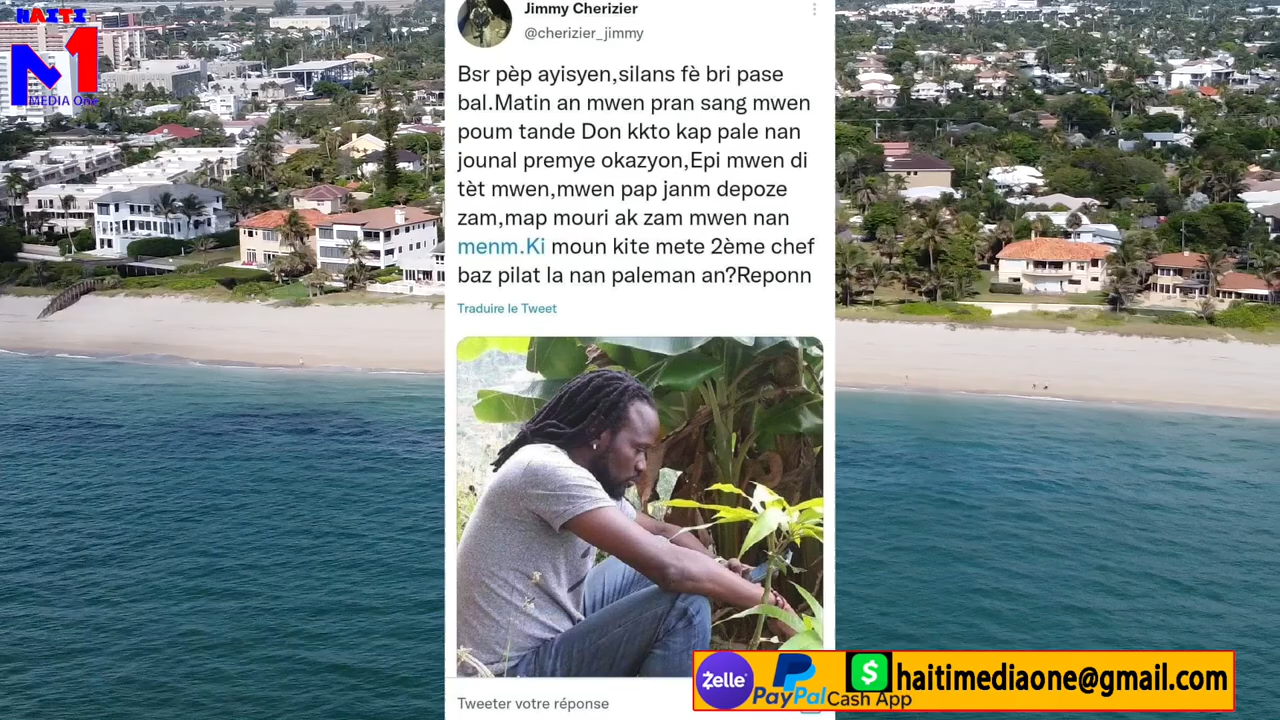 HAITI
M1
MEDIA One
Jimmy Cherizier
@cherizier_jimmy
Bsr pèp ayisyen,silans fè bri pase
bal.Matin an mwen pran sang mwen
poum tande Don kkto kap pale nan
jounal premye okazyon,Epi mwen di
tèt mwen,mwen pap janm depoze
zam,map mouri ak zam mwen nan
menm.Ki moun kite mete 2ème chef
baz pilat la nan paleman an?Reponn
Traduire le Tweet
Tweeter votre réponse
Zelle
PayPal
$
Cash App
haitimediaone@gmail.com